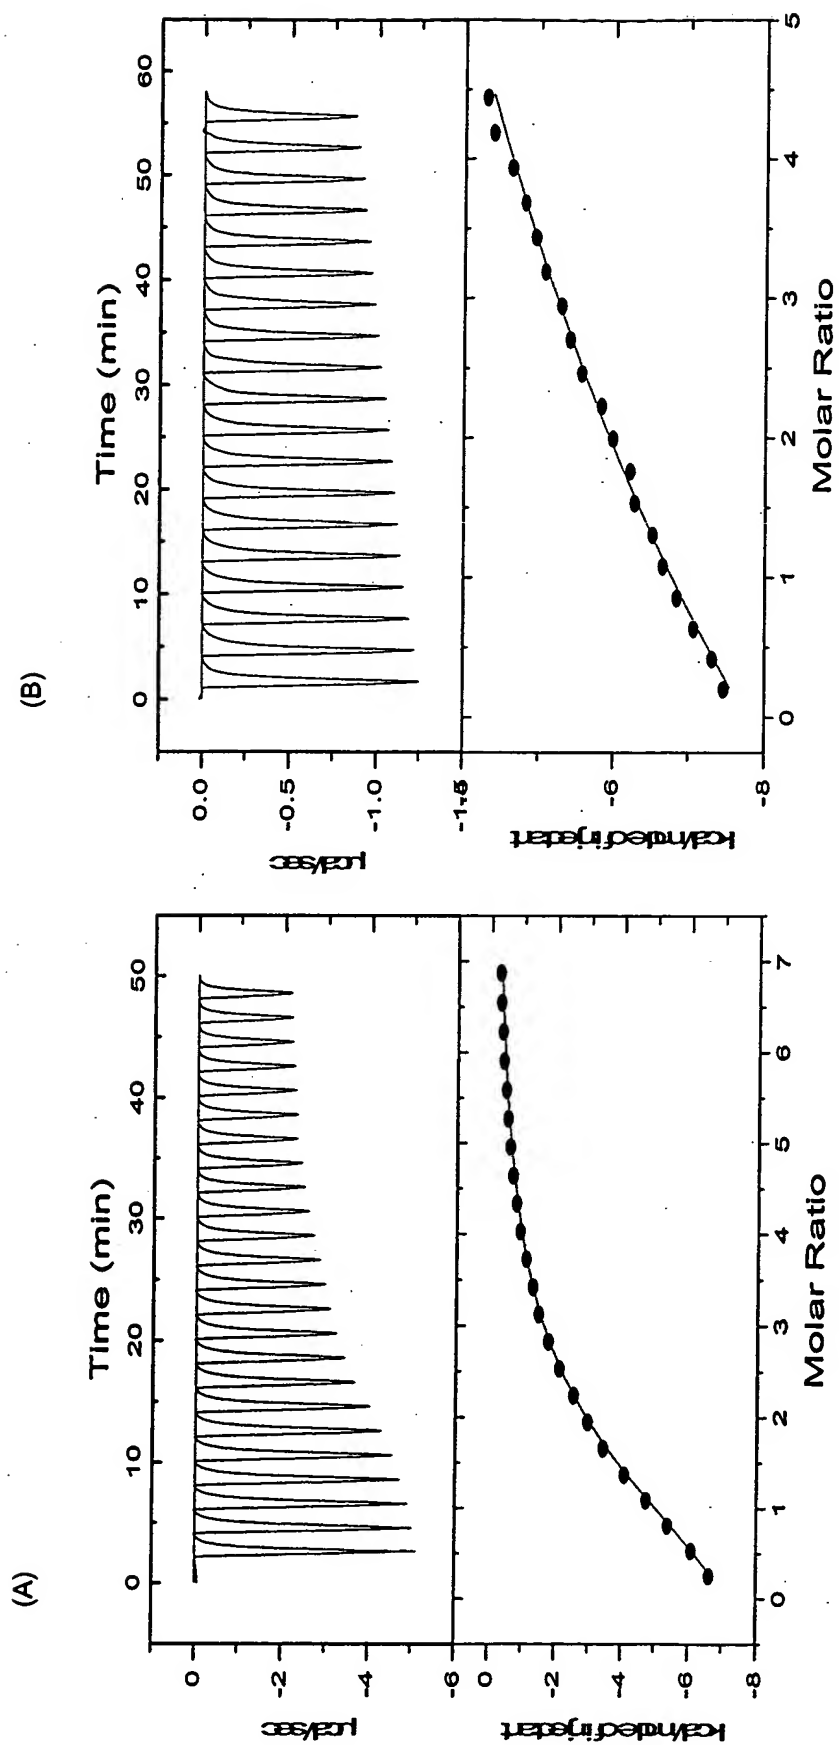 (A)
Time (min)
0 10 20 30 40 50
0
-2
-4
-6
µcal/sec
0
-2
-4
-6
-8
kcal/mole of injectant
0 1 2 3 4 5 6 7
Molar Ratio
(B)
Time (min)
0 10 20 30 40 50 60
0.0
-0.5
-1.0
-1.5
µcal/sec
-6
-8
kcal/mole of injectant
0 1 2 3 4 5
Molar Ratio